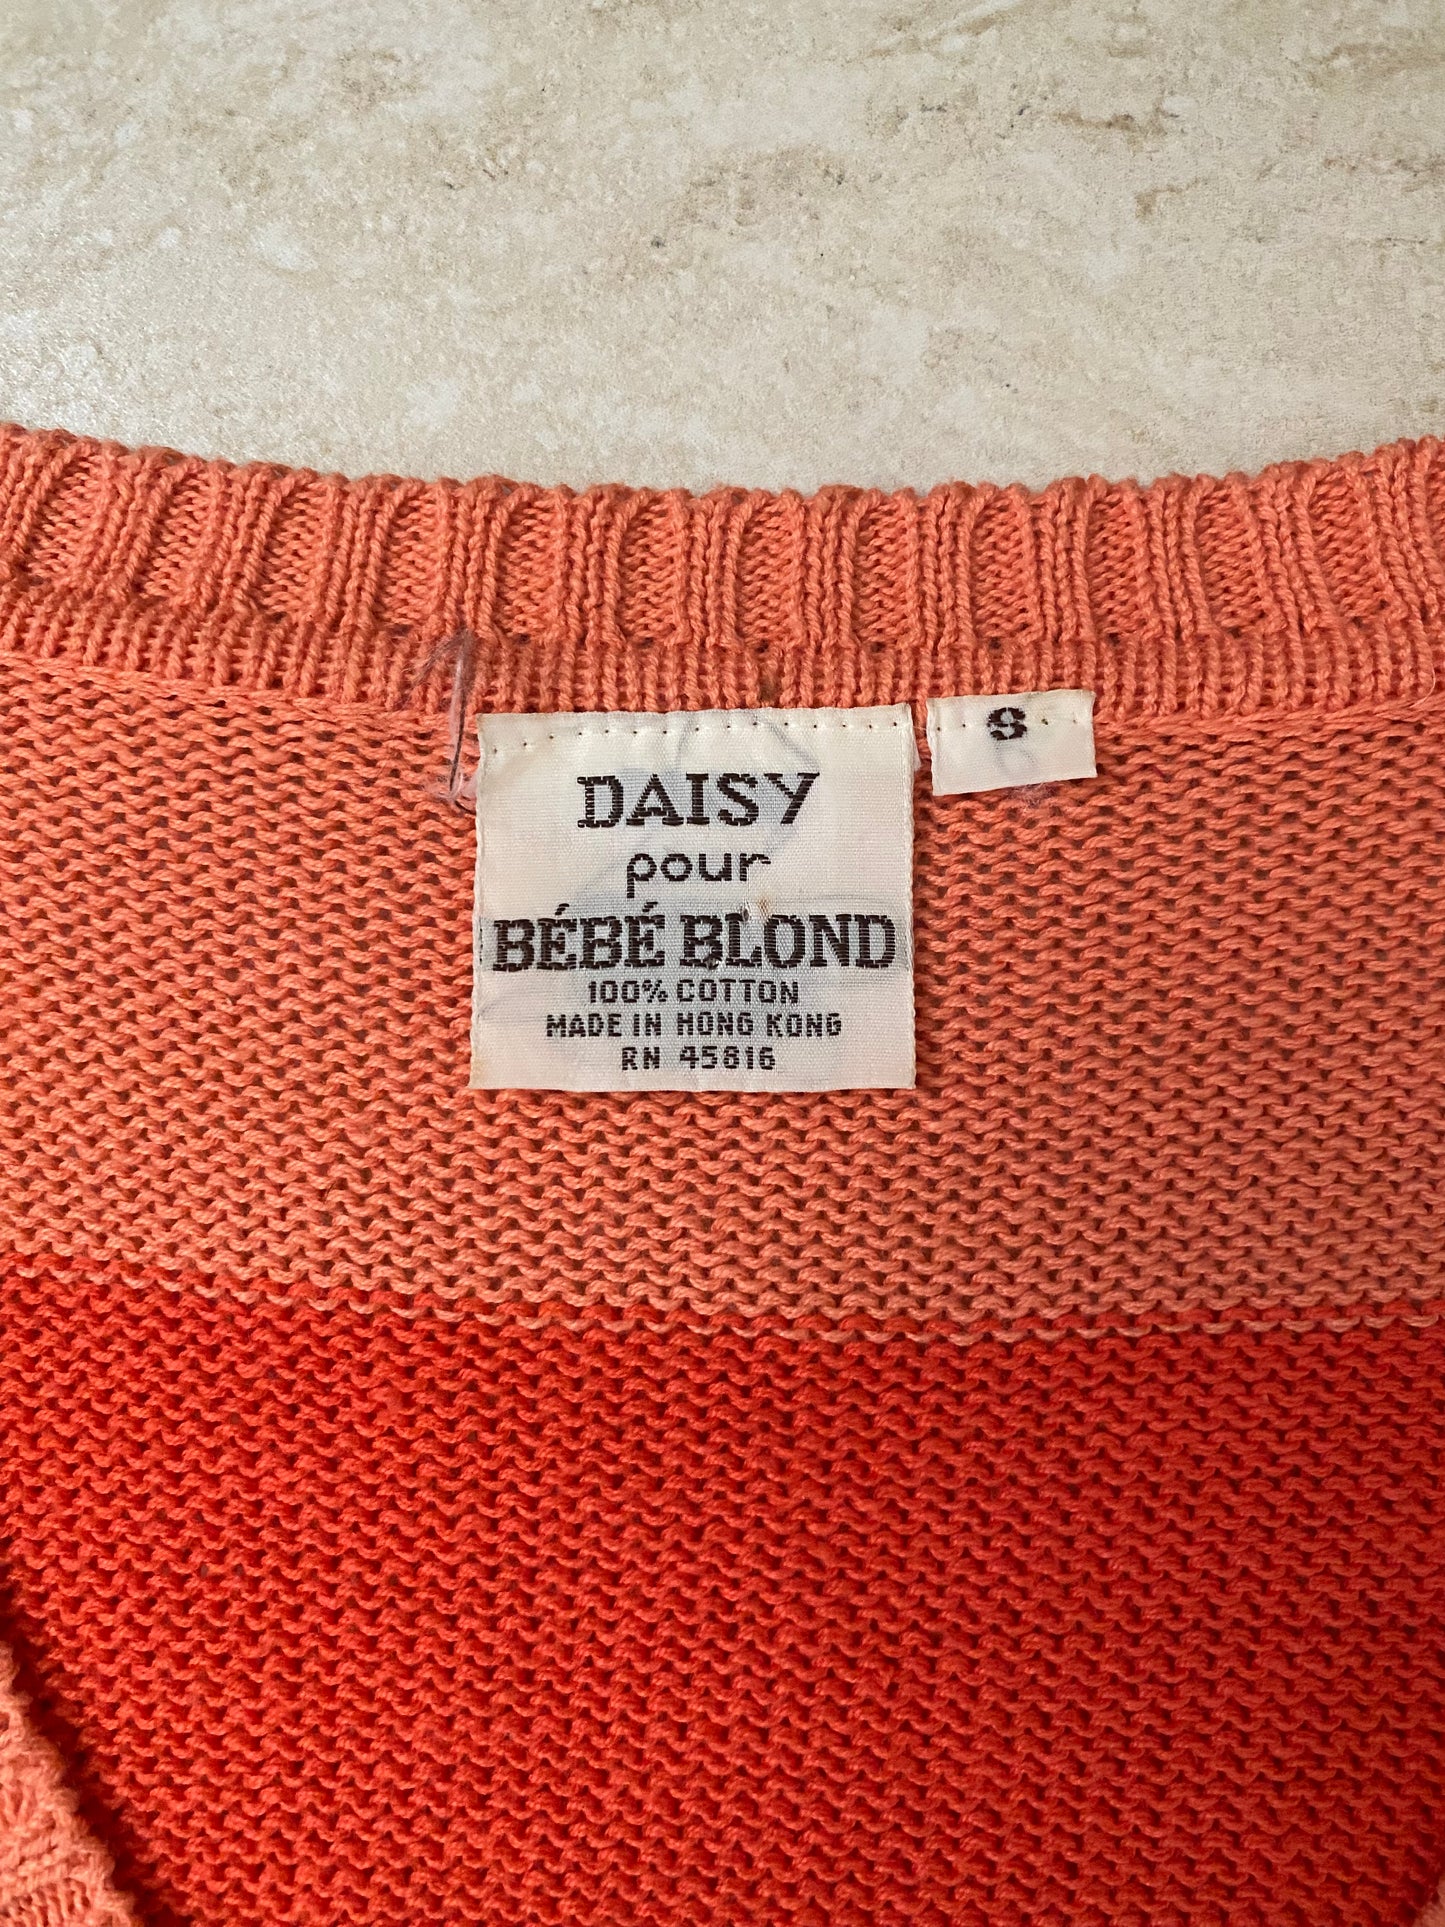 DAISY
pour
BÉBÉ BLOND
100% COTTON
MADE IN HONG KONG
RN 45816
S